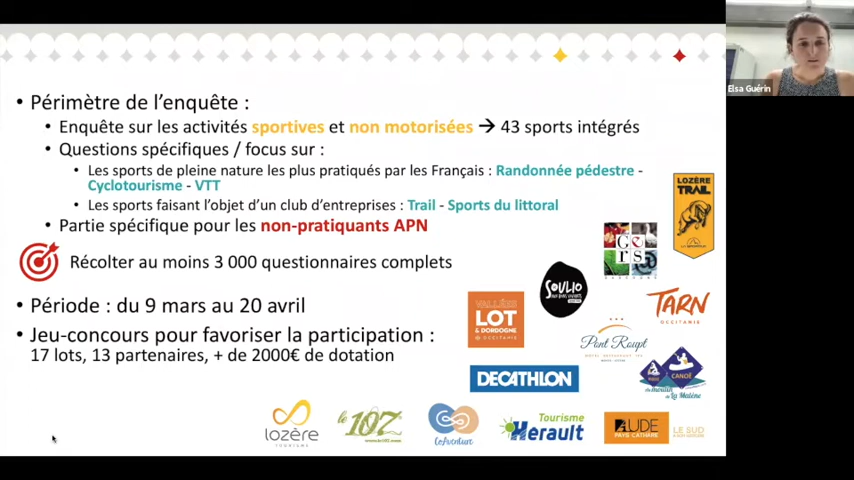 Elsa Guérin
• Périmètre de l'enquête :
• Enquête sur les activités sportives et non motorisées → 43 sports intégrés
• Questions spécifiques / focus sur :
• Les sports de pleine nature les plus pratiqués par les Français : Randonnée pédestre -
Cyclotourisme - VTT
• Les sports faisant l'objet d'un club d'entreprises : Trail - Sports du littoral
• Partie spécifique pour les non-pratiquants APN
Récolter au moins 3 000 questionnaires complets
• Période : du 9 mars au 20 avril
• Jeu-concours pour favoriser la participation :
17 lots, 13 partenaires, + de 2000€ de dotation
LOZÈRE
TRAIL
Gers
SOULIO
VALLÉES
LOT
& DORDOGNE
OCCITANIE
TARN
OCCITANIE
Pont Roupt
DECATHLON
CANOË
La Maline
lozère
TOURISME
le 107
Tourisme
Hérault
AUDE
PAYS CATHARE
LE SUD